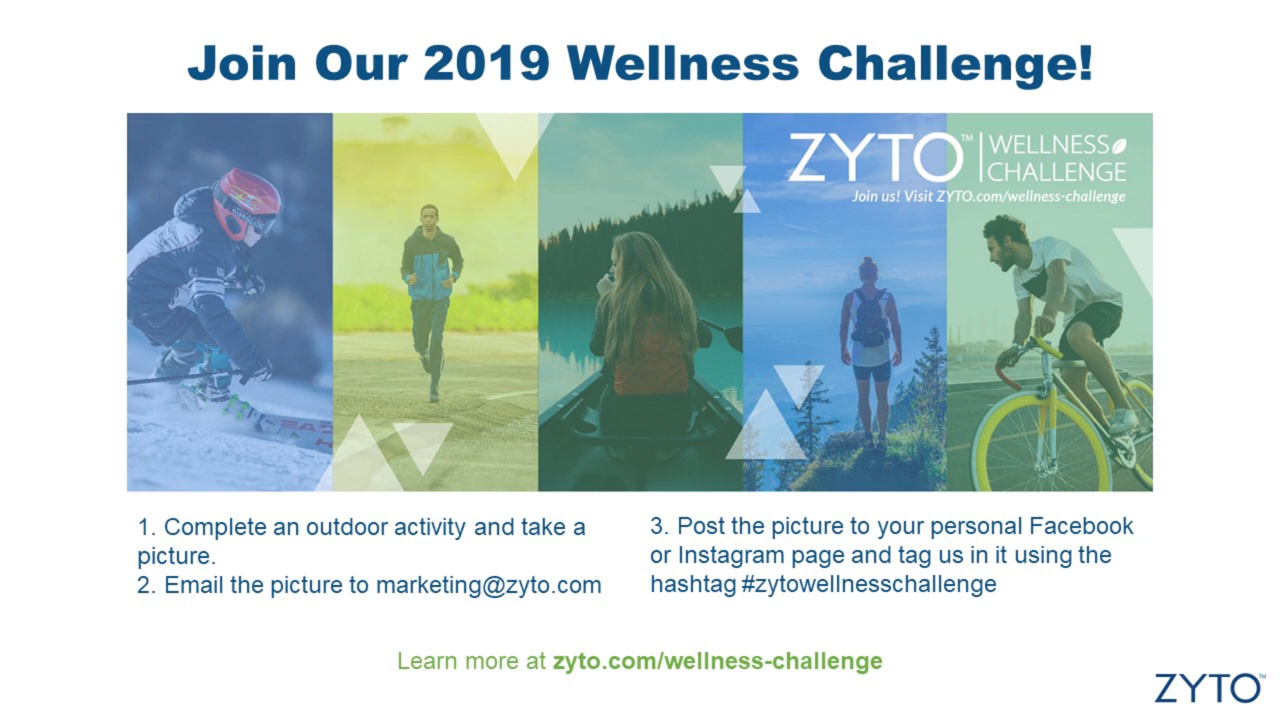 Join Our 2019 Wellness Challenge!
ZYTO™ | WELLNESS
CHALLENGE
Join us! Visit ZYTO.com/wellness-challenge
1. Complete an outdoor activity and take a
picture.
2. Email the picture to marketing@zyto.com
3. Post the picture to your personal Facebook
or Instagram page and tag us in it using the
hashtag #zytowellnesschallenge
Learn more at zyto.com/wellness-challenge
ZYTO™